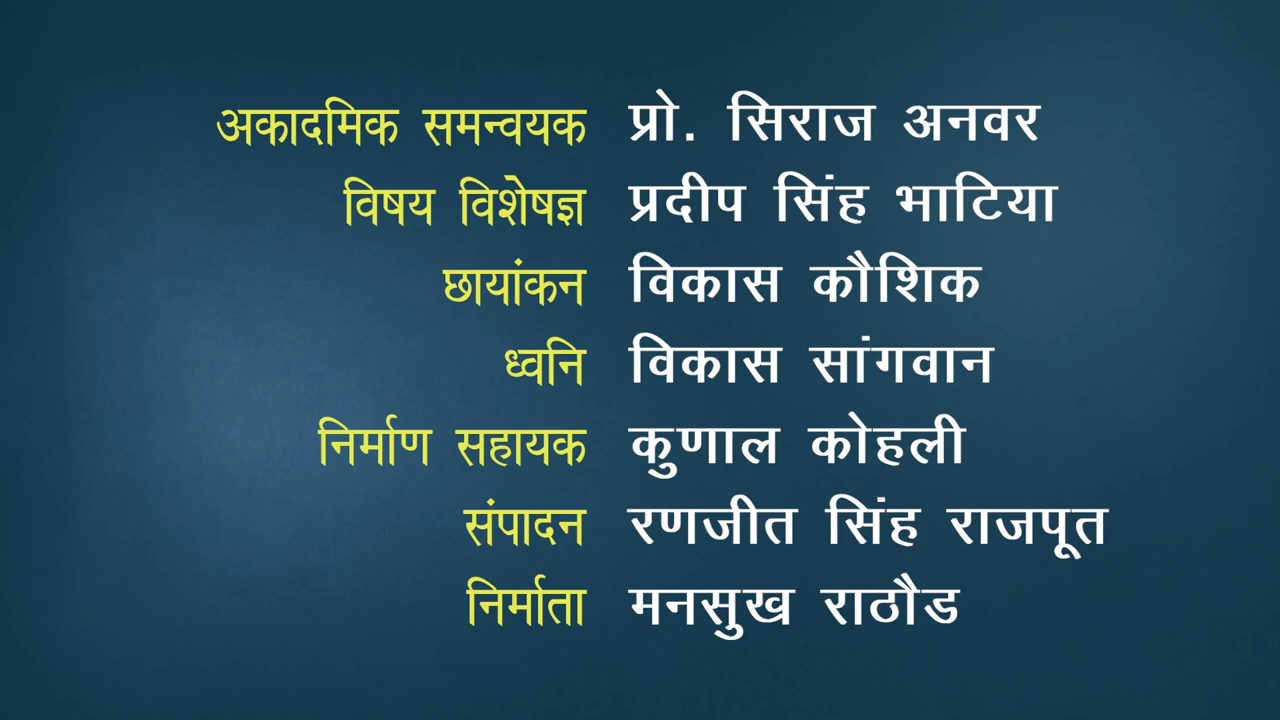 अकादमिक समन्वयक प्रो. सिराज अनवर
विषय विशेषज्ञ प्रदीप सिंह भाटिया
छायांकन विकास कौशिक
ध्वनि विकास सांगवान
निर्माण सहायक कुणाल कोहली
संपादन रणजीत सिंह राजपूत
निर्माता मनसुख राठौड